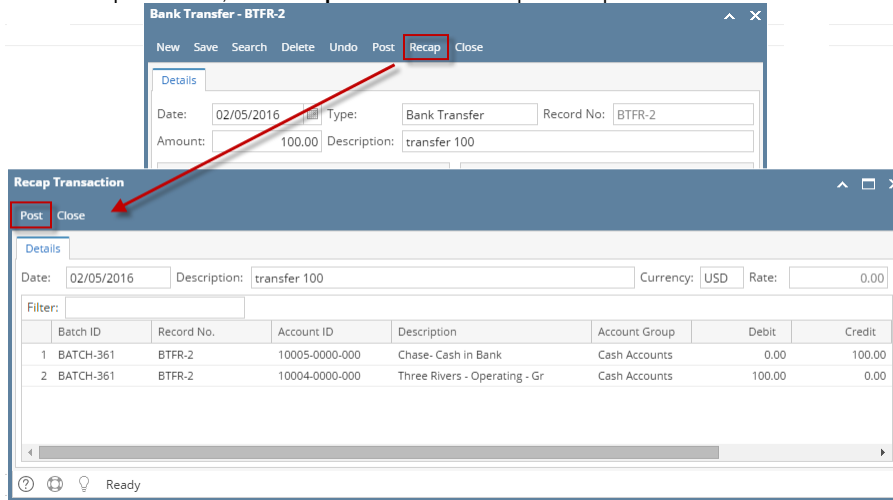 Bank Transfer - BTFR-2
New Save Search Delete Undo Post Recap Close
Details
Date: 02/05/2016 Type: Bank Transfer Record No: BTFR-2
Amount: 100.00 Description: transfer 100
Recap Transaction
Post Close
Details
Date: 02/05/2016 Description: transfer 100 Currency: USD Rate: 0.00
Filter:
Batch ID Record No. Account ID Description Account Group Debit Credit
1 BATCH-361 BTFR-2 10005-0000-000 Chase- Cash in Bank Cash Accounts 0.00 100.00
2 BATCH-361 BTFR-2 10004-0000-000 Three Rivers - Operating - Gr Cash Accounts 100.00 0.00
Ready